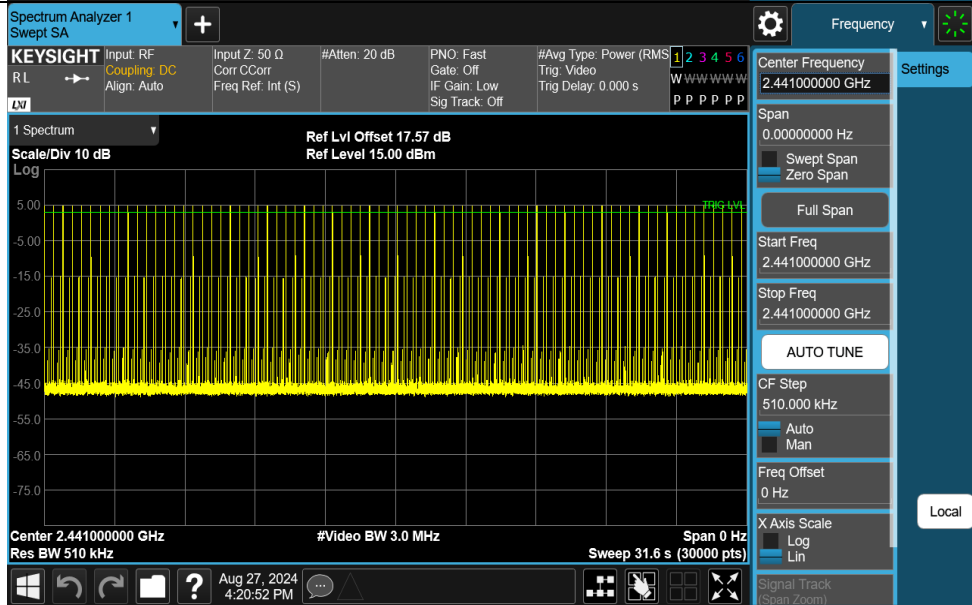 Spectrum Analyzer 1
Swept SA
Frequency
KEYSIGHT
RL
LXI
Input: RF
Coupling: DC
Align: Auto
Input Z: 50 Ω
Corr CCorr
Freq Ref: Int (S)
#Atten: 20 dB
PNO: Fast
Gate: Off
IF Gain: Low
Sig Track: Off
#Avg Type: Power (RMS
Trig: Video
Trig Delay: 0.000 s
1 2 3 4 5 6
W W W W W W
P P P P P P
1 Spectrum
Scale/Div 10 dB
Log
Ref Lvl Offset 17.57 dB
Ref Level 15.00 dBm
TRIG LVL
5.00
-5.00
-15.0
-25.0
-35.0
-45.0
-55.0
-65.0
-75.0
Center 2.441000000 GHz
Res BW 510 kHz
#Video BW 3.0 MHz
Span 0 Hz
Sweep 31.6 s (30000 pts)
Center Frequency
2.441000000 GHz
Settings
Span
0.00000000 Hz
Swept Span
Zero Span
Full Span
Start Freq
2.441000000 GHz
Stop Freq
2.441000000 GHz
AUTO TUNE
CF Step
510.000 kHz
Auto
Man
Freq Offset
0 Hz
Local
X Axis Scale
Log
Lin
Signal Track
(Span Zoom)
?
Aug 27, 2024
4:20:52 PM